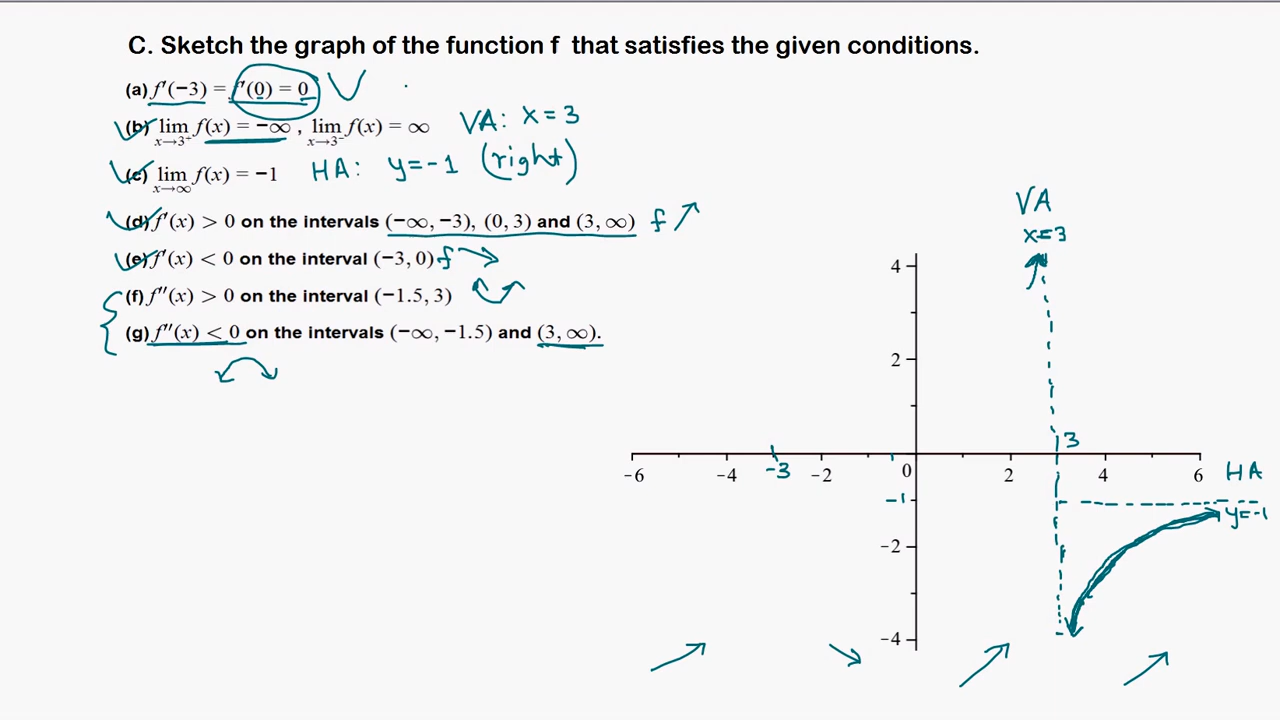 C. Sketch the graph of the function f that satisfies the given conditions.
(a) f′(−3) = f′(0) = 0
(b) lim x→3⁺ f(x) = −∞ , lim x→3⁻ f(x) = ∞ VA: x = 3
(c) lim x→∞ f(x) = −1 HA: y = −1 (right)
(d) f′(x) > 0 on the intervals (−∞, −3), (0, 3) and (3, ∞) f ↗
(e) f′(x) < 0 on the interval (−3, 0) f ↘
(f) f′′(x) > 0 on the interval (−1.5, 3)
(g) f′′(x) < 0 on the intervals (−∞, −1.5) and (3, ∞).
VA
x=3
4
2
3
-6 -4 -3 -2 0 2 4 6 HA
-1
y=-1
-2
-4